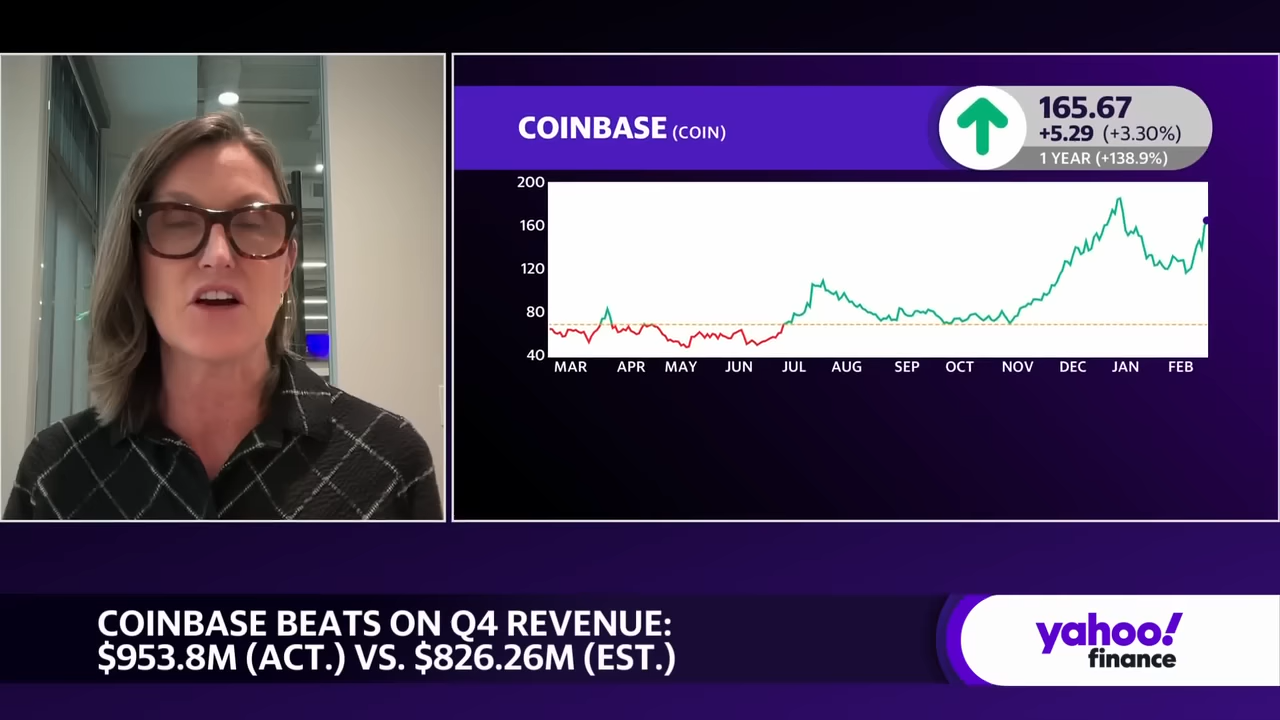 COINBASE (COIN)
165.67
+5.29 (+3.30%)
1 YEAR (+138.9%)
200
160
120
80
40
MAR APR MAY JUN JUL AUG SEP OCT NOV DEC JAN FEB
COINBASE BEATS ON Q4 REVENUE:
$953.8M (ACT.) VS. $826.26M (EST.)
yahoo!
finance